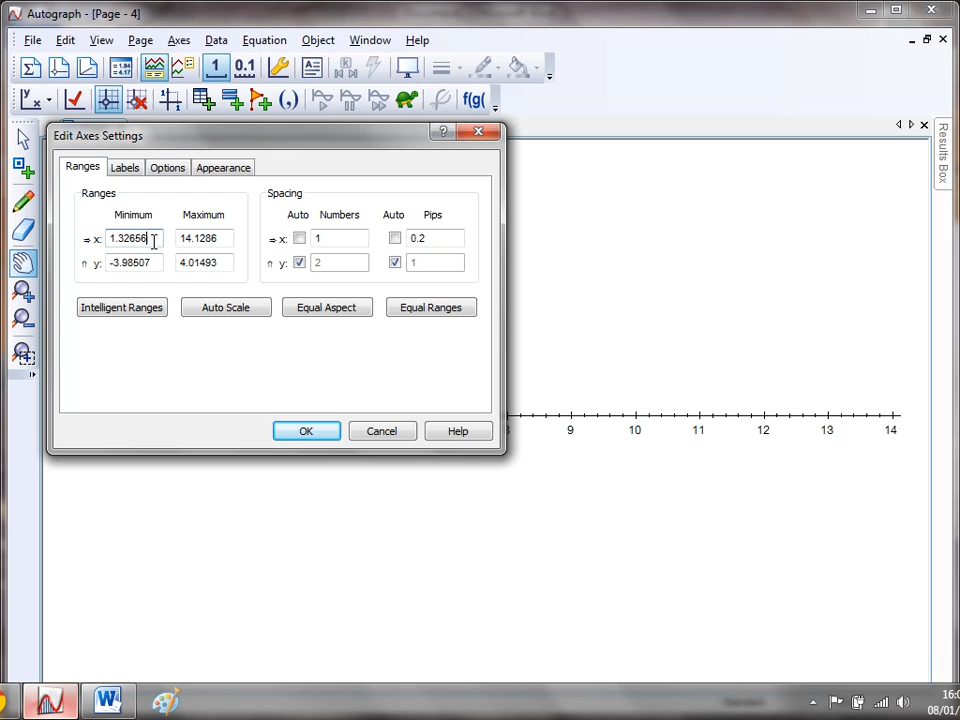 Autograph - [Page - 4]
File Edit View Page Axes Data Equation Object Window Help
Edit Axes Settings
Ranges Labels Options Appearance
Ranges Spacing
Minimum Maximum Auto Numbers Auto Pips
⇒ x: 1.32656 14.1286 ⇒ x: 1 0.2
⇑ y: -3.98507 4.01493 ⇑ y: 2 1
Intelligent Ranges Auto Scale Equal Aspect Equal Ranges
OK Cancel Help
9 10 11 12 13 14
Results Box
16:0
08/01/